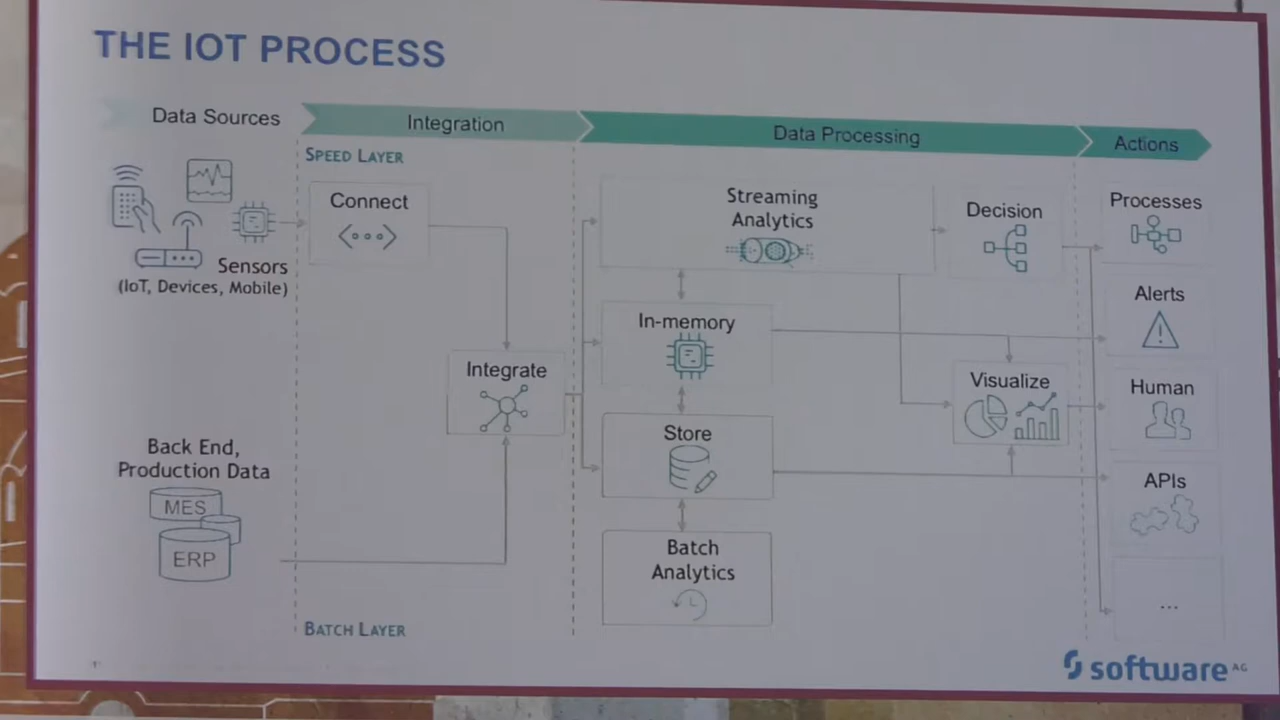 THE IOT PROCESS
Data Sources
Integration
Data Processing
Actions
SPEED LAYER
Connect
Streaming
Analytics
Decision
Processes
Sensors
(IoT, Devices, Mobile)
Alerts
In-memory
Integrate
Visualize
Human
Back End,
Production Data
MES
ERP
Store
APIs
Batch
Analytics
...
BATCH LAYER
software AG